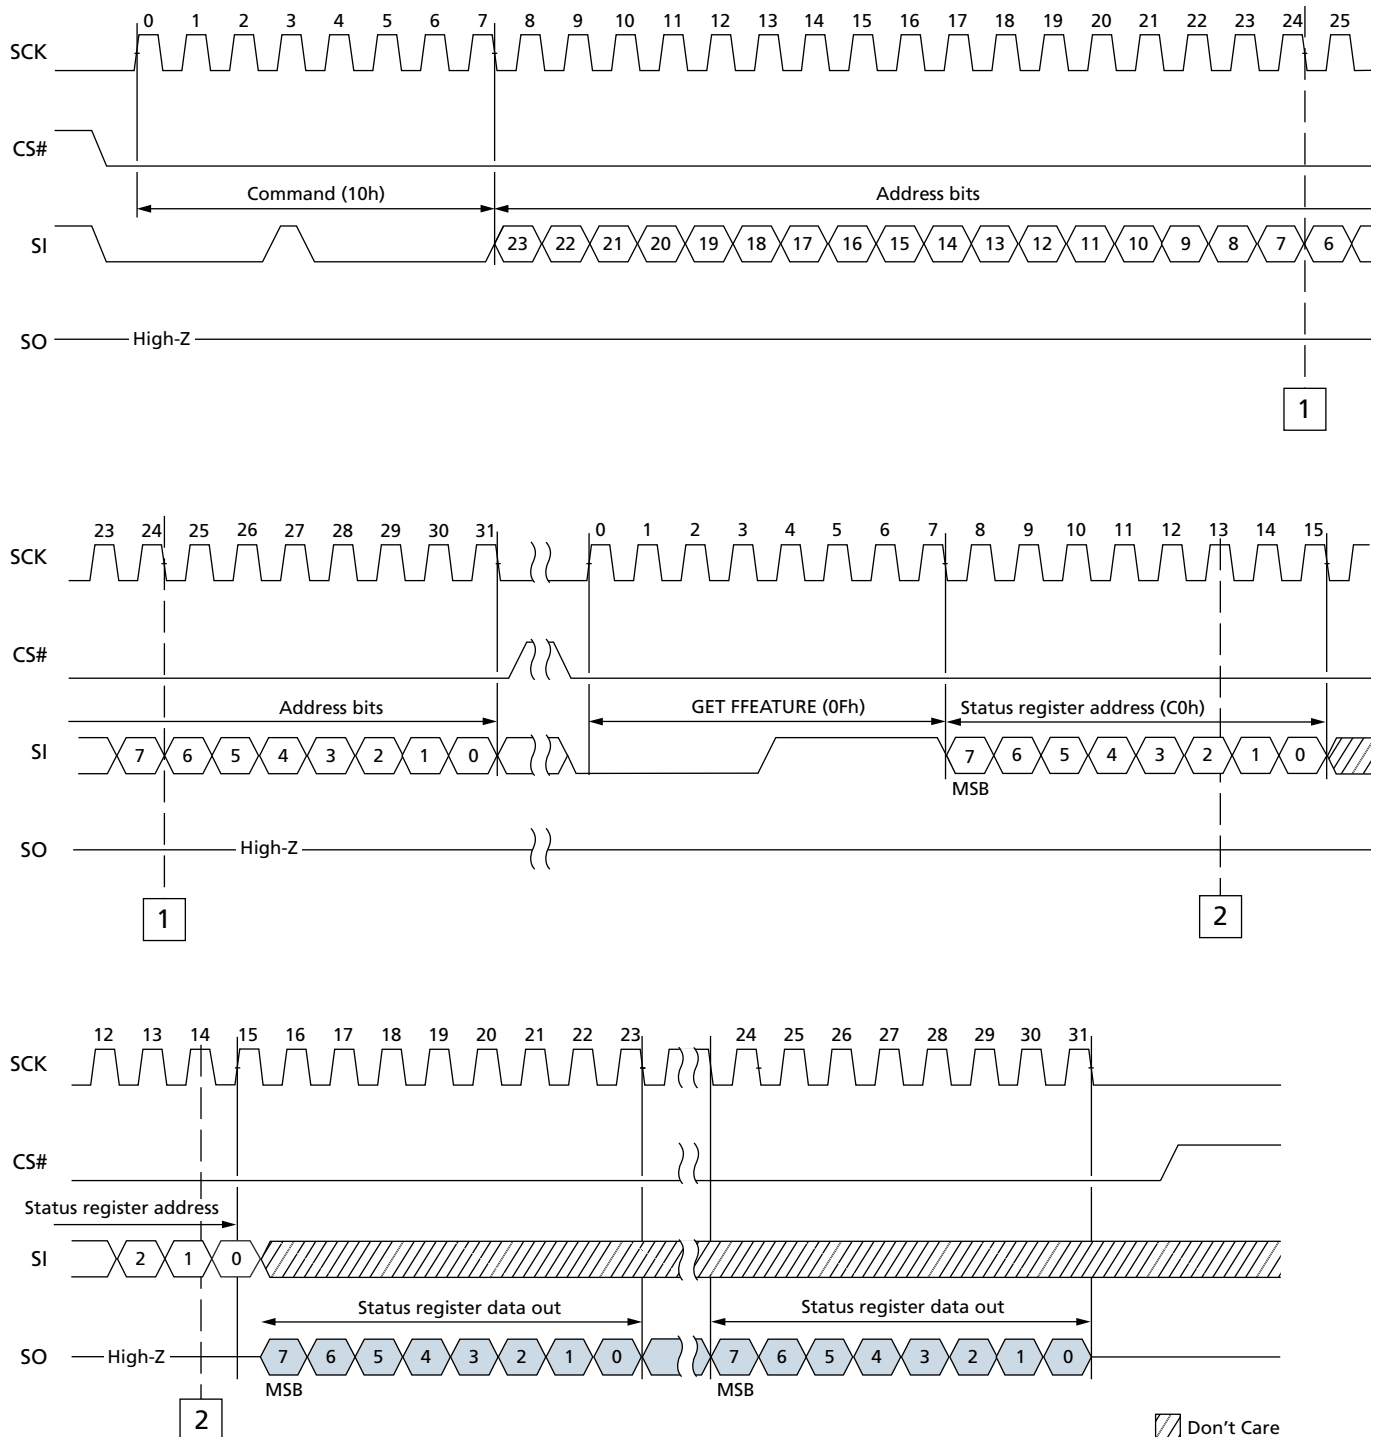 0 1 2 3 4 5 6 7 8 9 10 11 12 13 14 15 16 17 18 19 20 21 22 23 24 25
SCK
CS#
Command (10h) Address bits
SI 23 22 21 20 19 18 17 16 15 14 13 12 11 10 9 8 7 6
SO High-Z
1
23 24 25 26 27 28 29 30 31 0 1 2 3 4 5 6 7 8 9 10 11 12 13 14 15
SCK
CS#
Address bits GET FFEATURE (0Fh) Status register address (C0h)
SI 7 6 5 4 3 2 1 0 7 6 5 4 3 2 1 0
MSB
SO High-Z
1 2
12 13 14 15 16 17 18 19 20 21 22 23 24 25 26 27 28 29 30 31
SCK
CS#
Status register address
SI 2 1 0
Status register data out Status register data out
SO High-Z 7 6 5 4 3 2 1 0 7 6 5 4 3 2 1 0
MSB MSB
2
Don't Care